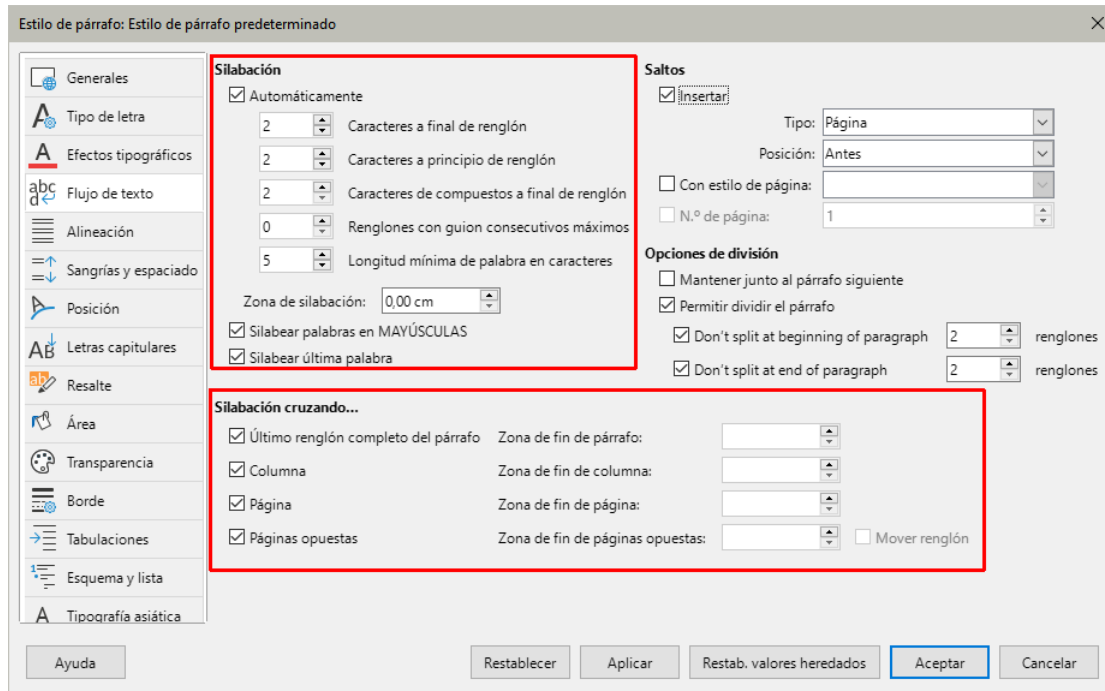 Estilo de párrafo: Estilo de párrafo predeterminado
Generales
Tipo de letra
Efectos tipográficos
Flujo de texto
Alineación
Sangrías y espaciado
Posición
Letras capitulares
Resalte
Área
Transparencia
Borde
Tabulaciones
Esquema y lista
Tipografía asiática
Silabación
Automáticamente
2 Caracteres a final de renglón
2 Caracteres a principio de renglón
2 Caracteres de compuestos a final de renglón
0 Renglones con guion consecutivos máximos
5 Longitud mínima de palabra en caracteres
Zona de silabación: 0,00 cm
Silabear palabras en MAYÚSCULAS
Silabear última palabra
Saltos
Insertar
Tipo: Página
Posición: Antes
Con estilo de página:
N.º de página: 1
Opciones de división
Mantener junto al párrafo siguiente
Permitir dividir el párrafo
Don't split at beginning of paragraph 2 renglones
Don't split at end of paragraph 2 renglones
Silabación cruzando...
Último renglón completo del párrafo Zona de fin de párrafo:
Columna Zona de fin de columna:
Página Zona de fin de página:
Páginas opuestas Zona de fin de páginas opuestas: Mover renglón
Ayuda Restablecer Aplicar Restab. valores heredados Aceptar Cancelar